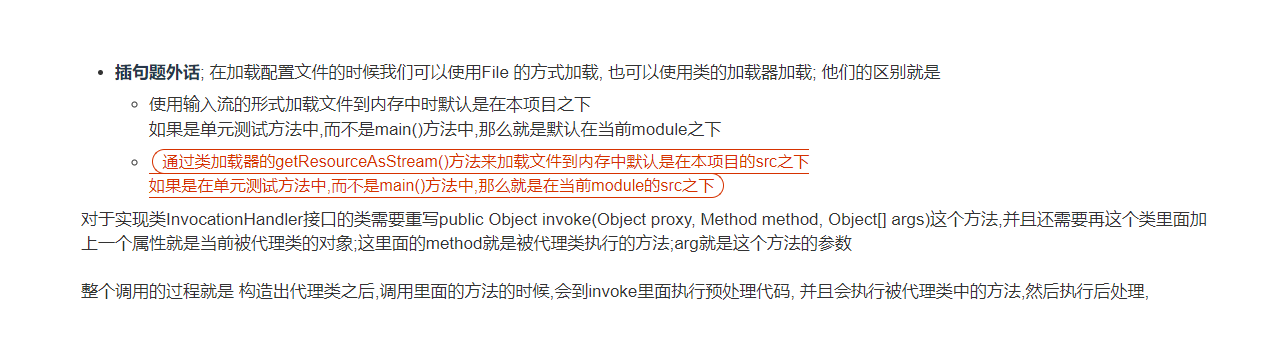 插句题外话; 在加载配置文件的时候我们可以使用File 的方式加载, 也可以使用类的加载器加载; 他们的区别就是
使用输入流的形式加载文件到内存中时默认是在本项目之下
如果是单元测试方法中,而不是main()方法中,那么就是默认在当前module之下
通过类加载器的getResourceAsStream()方法来加载文件到内存中默认是在本项目的src之下
如果是在单元测试方法中,而不是main()方法中,那么就是在当前module的src之下
对于实现类InvocationHandler接口的类需要重写public Object invoke(Object proxy, Method method, Object[] args)这个方法,并且还需要再这个类里面加
上一个属性就是当前被代理类的对象;这里面的method就是被代理类执行的方法;arg就是这个方法的参数
整个调用的过程就是 构造出代理类之后,调用里面的方法的时候,会到invoke里面执行预处理代码, 并且会执行被代理类中的方法,然后执行后处理,